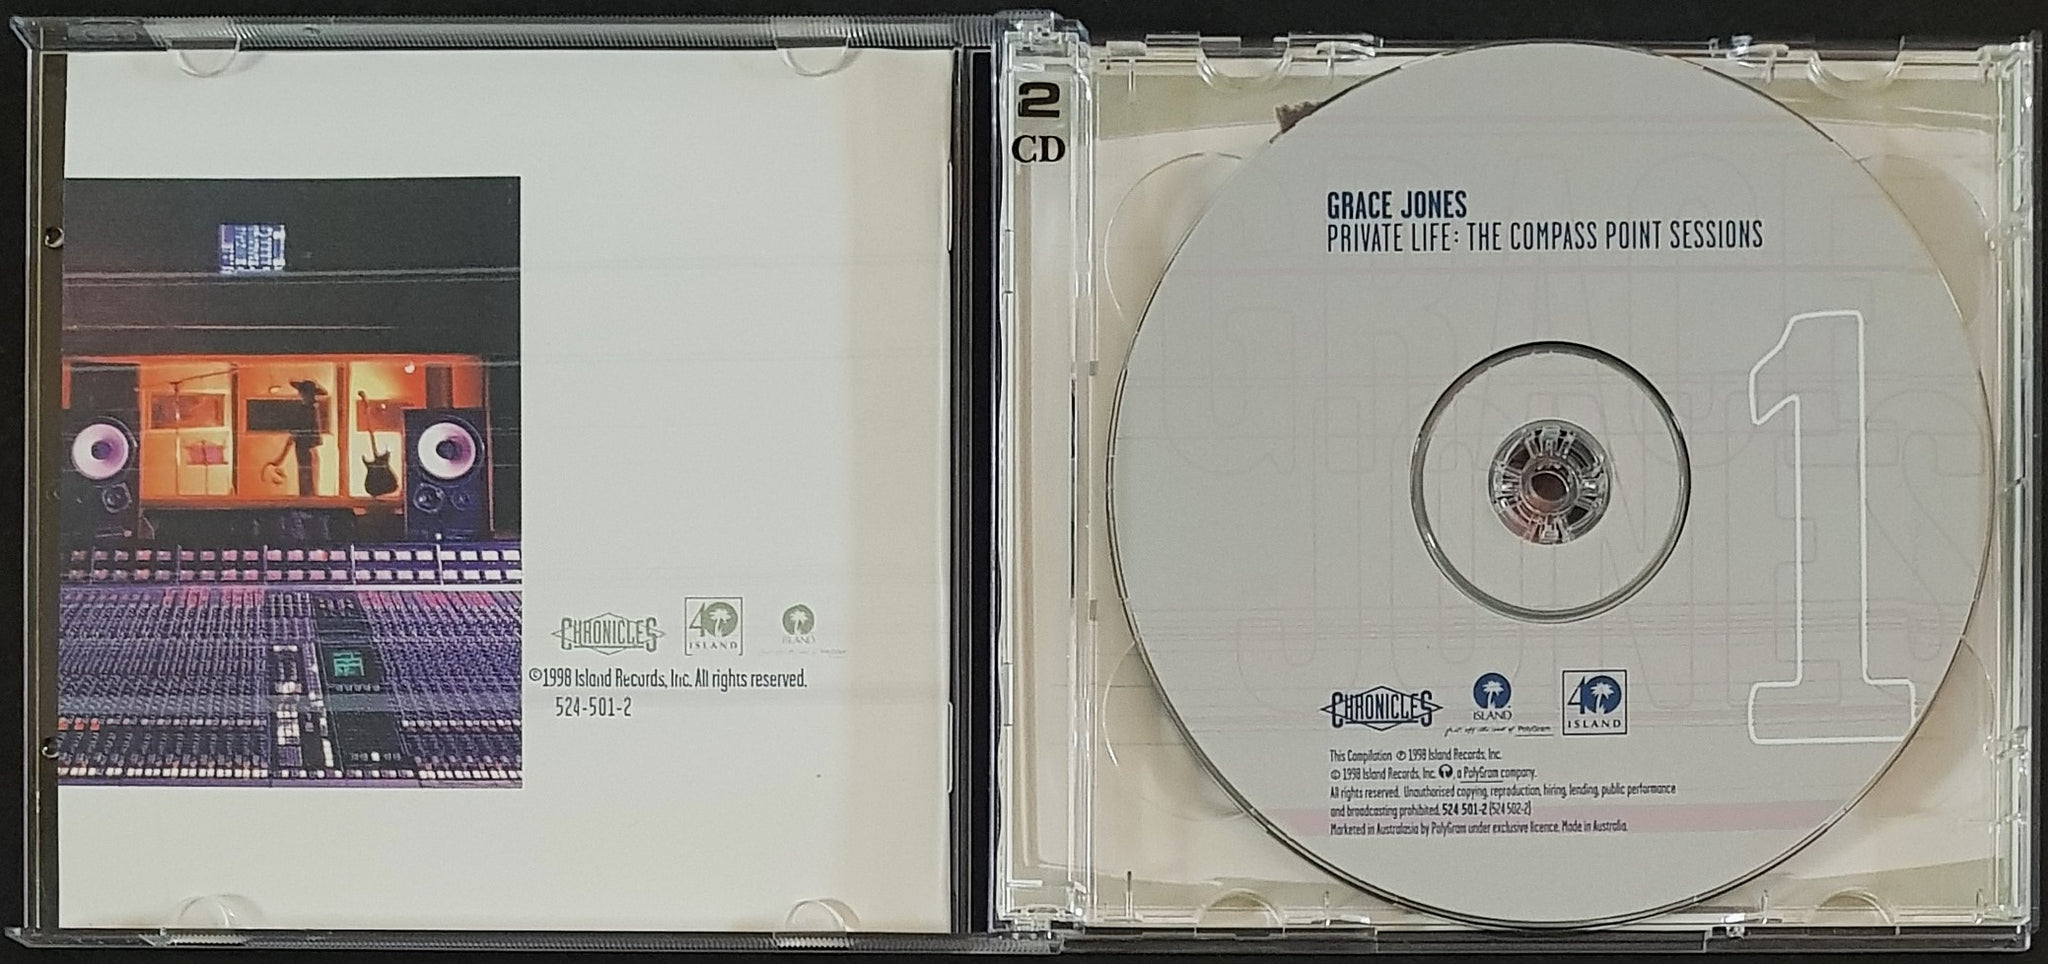 CHRONICLES
40
ISLAND
ISLAND
©1998 Island Records, Inc. All rights reserved.
524-501-2
2
CD
GRACE JONES
PRIVATE LIFE: THE COMPASS POINT SESSIONS
GRACE
JONES
1
CHRONICLES
ISLAND
PolyGram
40
ISLAND
This Compilation ℗ 1998 Island Records, Inc.
© 1998 Island Records, Inc. , a PolyGram company.
All rights reserved. Unauthorised copying, reproduction, hiring, lending, public performance
and broadcasting prohibited. 524 501-2 (524 502-2)
Marketed in Australasia by PolyGram under exclusive licence. Made in Australia.